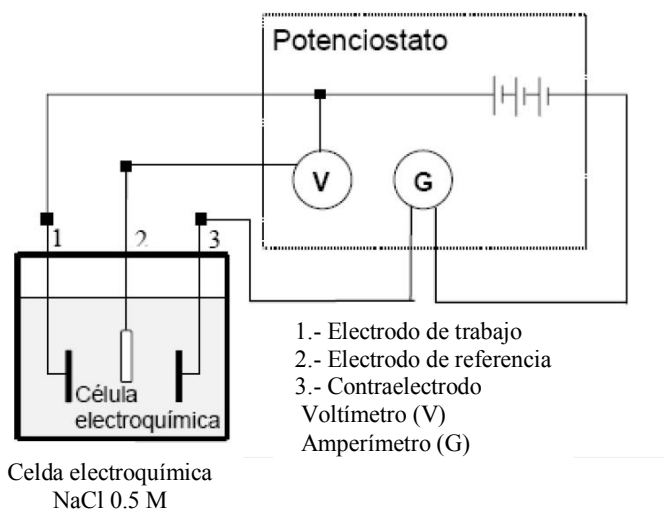 Potenciostato
V
G
1
2
3
Célula
electroquímica
1.- Electrodo de trabajo
2.- Electrodo de referencia
3.- Contraelectrodo
Voltímetro (V)
Amperímetro (G)
Celda electroquímica
NaCl 0.5 M